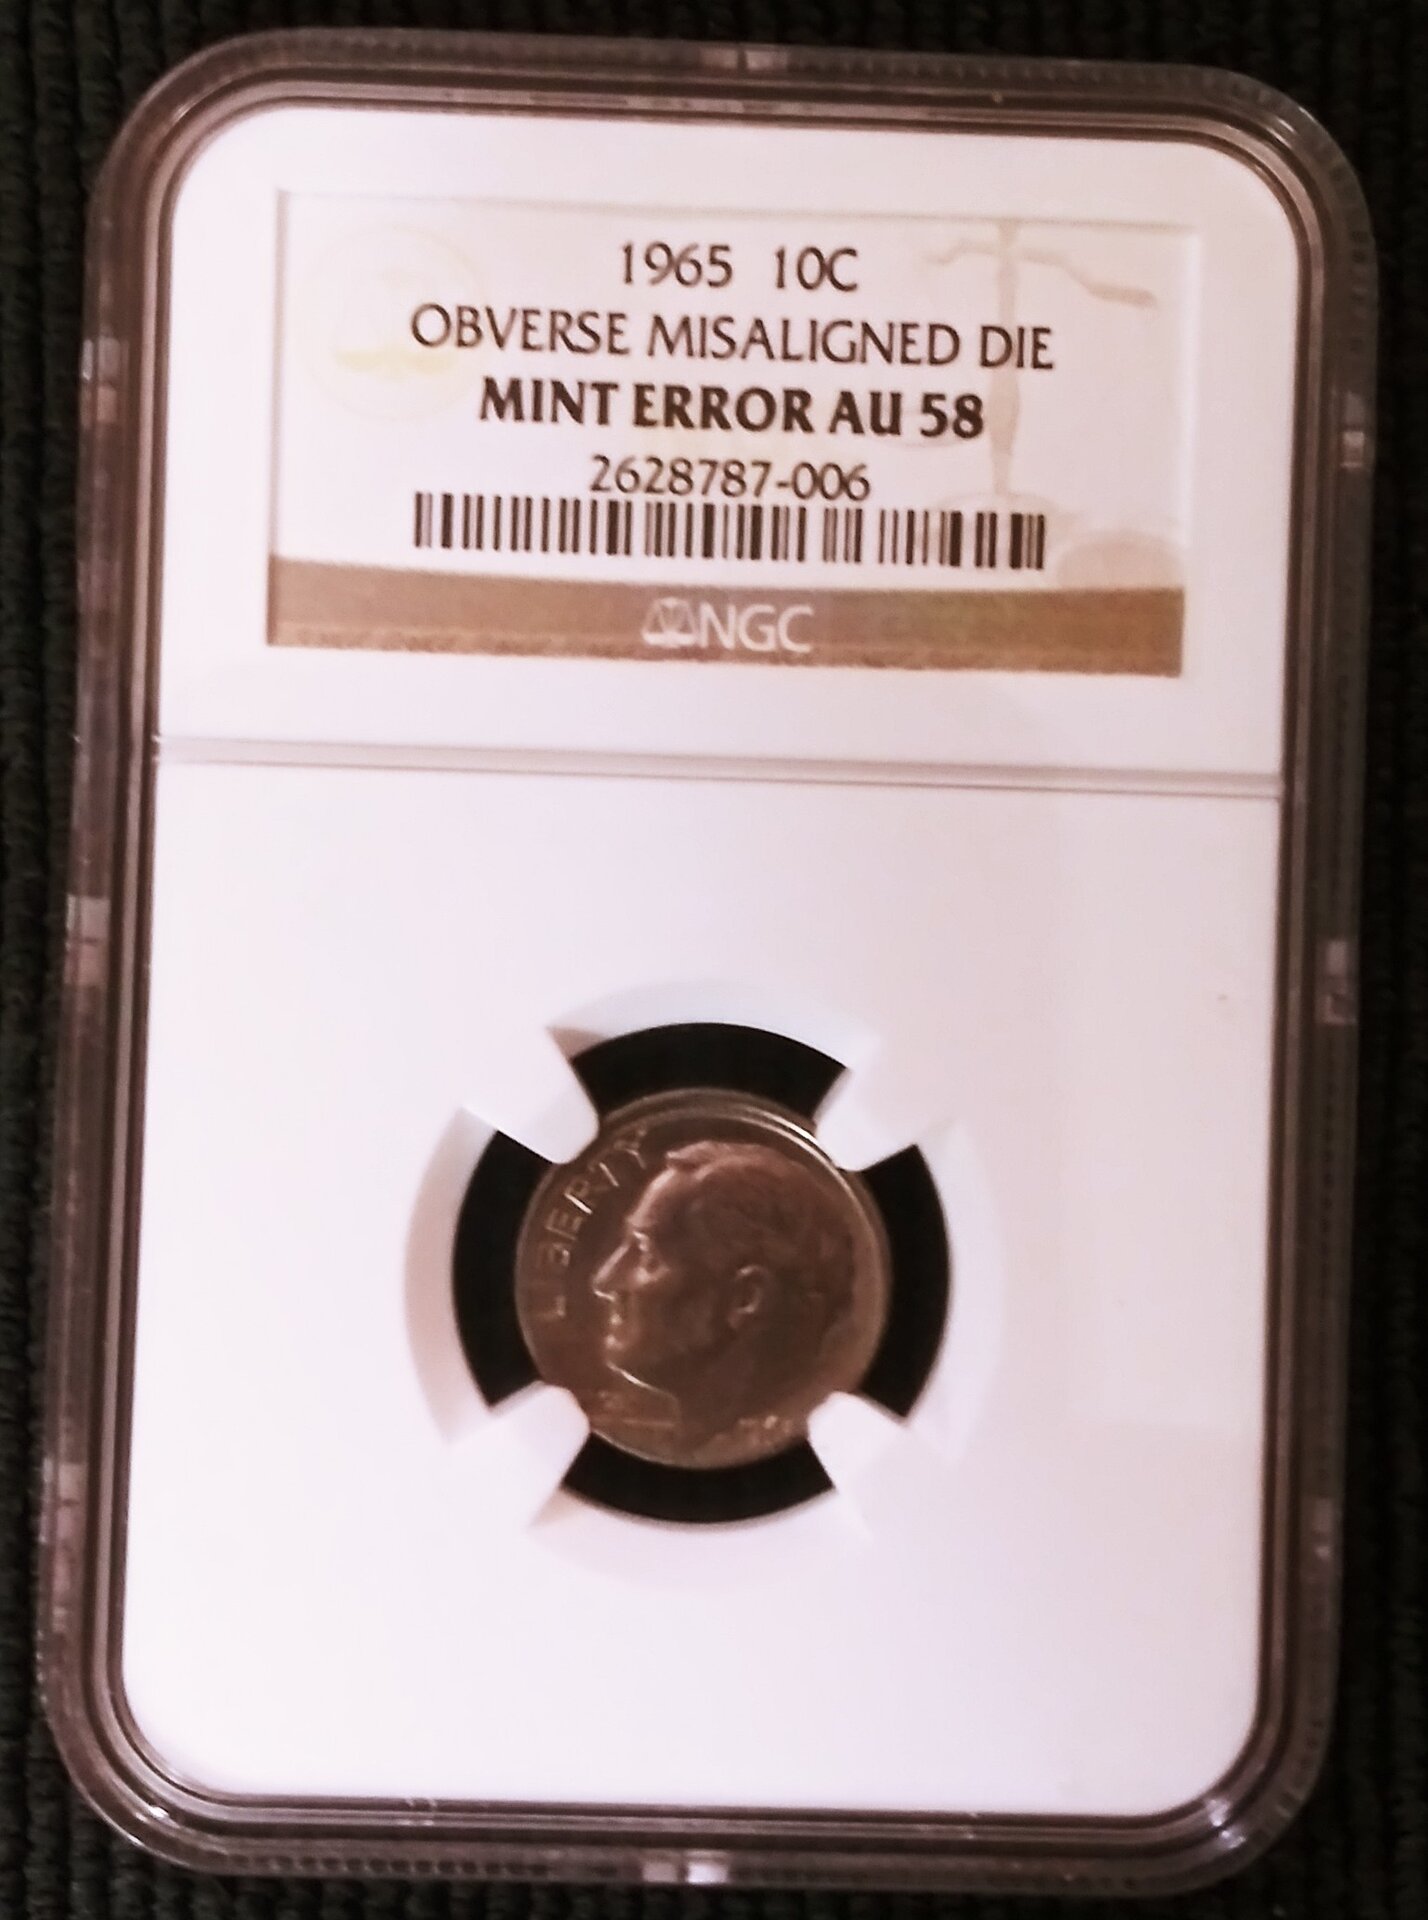 1965 10C
OBVERSE MISALIGNED DIE
MINT ERROR AU 58
2628787-006
NGC
LIBERTY